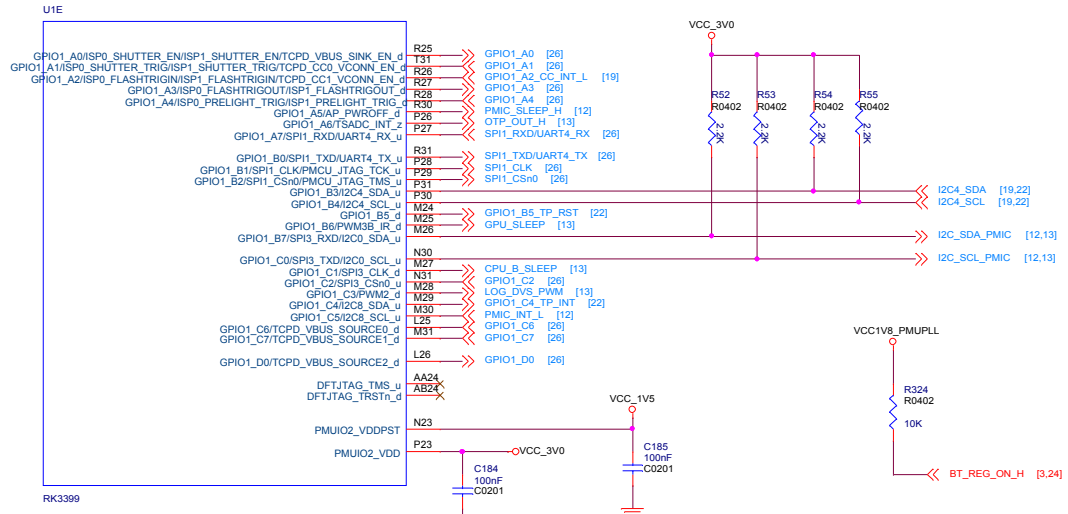 U1E
GPIO1_A0/ISP0_SHUTTER_EN/ISP1_SHUTTER_EN/TCPD_VBUS_SINK_EN_d R25 GPIO1_A0 [26]
GPIO1_A1/ISP0_SHUTTER_TRIG/ISP1_SHUTTER_TRIG/TCPD_CC0_VCONN_EN_d T31 GPIO1_A1 [26]
GPIO1_A2/ISP0_FLASHTRIGIN/ISP1_FLASHTRIGIN/TCPD_CC1_VCONN_EN_d R26 GPIO1_A2_CC_INT_L [19]
GPIO1_A3/ISP0_FLASHTRIGOUT/ISP1_FLASHTRIGOUT_d R27 GPIO1_A3 [26]
GPIO1_A4/ISP0_PRELIGHT_TRIG/ISP1_PRELIGHT_TRIG_d R28 GPIO1_A4 [26]
GPIO1_A5/AP_PWROFF_d R30 PMIC_SLEEP_H [12]
GPIO1_A6/TSADC_INT_z P26 OTP_OUT_H [13]
GPIO1_A7/SPI1_RXD/UART4_RX_u P27 SPI1_RXD/UART4_RX [26]
GPIO1_B0/SPI1_TXD/UART4_TX_u R31 SPI1_TXD/UART4_TX [26]
GPIO1_B1/SPI1_CLK/PMCU_JTAG_TCK_u P28 SPI1_CLK [26]
GPIO1_B2/SPI1_CSn0/PMCU_JTAG_TMS_u P29 SPI1_CSn0 [26]
GPIO1_B3/I2C4_SDA_u P31 I2C4_SDA [19,22]
GPIO1_B4/I2C4_SCL_u P30 I2C4_SCL [19,22]
GPIO1_B5_d M24 GPIO1_B5_TP_RST [22]
GPIO1_B6/PWM3B_IR_d M25 GPU_SLEEP [13]
GPIO1_B7/SPI3_RXD/I2C0_SDA_u M26 I2C_SDA_PMIC [12,13]
GPIO1_C0/SPI3_TXD/I2C0_SCL_u N30 I2C_SCL_PMIC [12,13]
GPIO1_C1/SPI3_CLK_d M27 CPU_B_SLEEP [13]
GPIO1_C2/SPI3_CSn0_u N31 GPIO1_C2 [26]
GPIO1_C3/PWM2_d M28 LOG_DVS_PWM [13]
GPIO1_C4/I2C8_SDA_u M29 GPIO1_C4_TP_INT [22]
GPIO1_C5/I2C8_SCL_u M30 PMIC_INT_L [12]
GPIO1_C6/TCPD_VBUS_SOURCE0_d L25 GPIO1_C6 [26]
GPIO1_C7/TCPD_VBUS_SOURCE1_d M31 GPIO1_C7 [26]
GPIO1_D0/TCPD_VBUS_SOURCE2_d L26 GPIO1_D0 [26]
DFTJTAG_TMS_u AA24
DFTJTAG_TRSTn_d AB24
PMUIO2_VDDPST N23
PMUIO2_VDD P23 VCC_3V0
RK3399
C184
100nF
C0201
VCC_1V5
C185
100nF
C0201
VCC_3V0
R52 R53 R54 R55
R0402 R0402 R0402 R0402
2.2K 2.2K 2.2K 2.2K
VCC1V8_PMUPLL
R324
R0402
10K
BT_REG_ON_H [3,24]